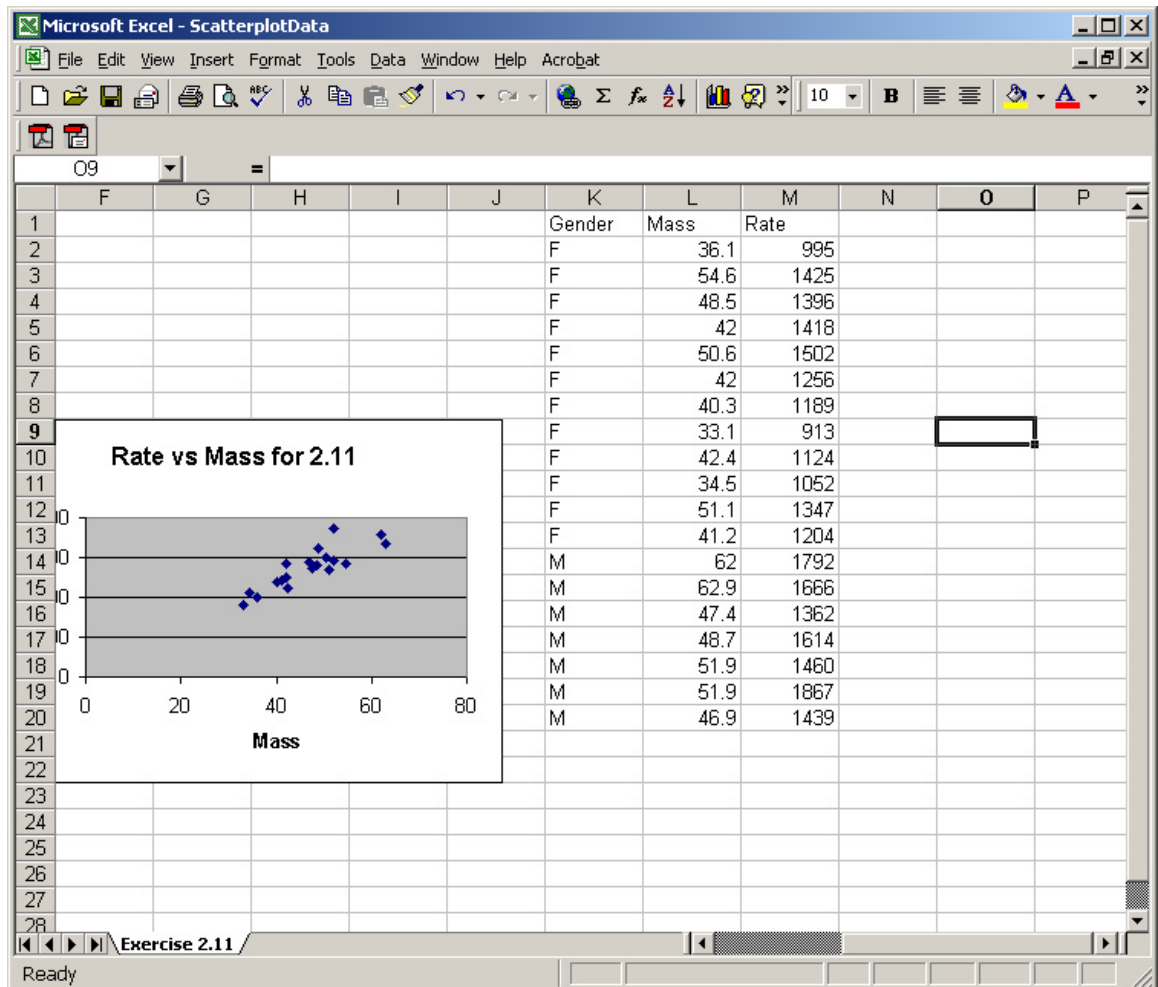 Microsoft Excel - ScatterplotData
File Edit View Insert Format Tools Data Window Help Acrobat
ABC Σ fx A Z 10 B A
O9 =
F G H I J K L M N O P
1 Gender Mass Rate
2 F 36.1 995
3 F 54.6 1425
4 F 48.5 1396
5 F 42 1418
6 F 50.6 1502
7 F 42 1256
8 F 40.3 1189
9 F 33.1 913
10 F 42.4 1124
11 F 34.5 1052
12 F 51.1 1347
13 F 41.2 1204
14 M 62 1792
15 M 62.9 1666
16 M 47.4 1362
17 M 48.7 1614
18 M 51.9 1460
19 M 51.9 1867
20 M 46.9 1439
21
22
23
24
25
26
27
28
Rate vs Mass for 2.11
0
0 20 40 60 80
Mass
Exercise 2.11
Ready